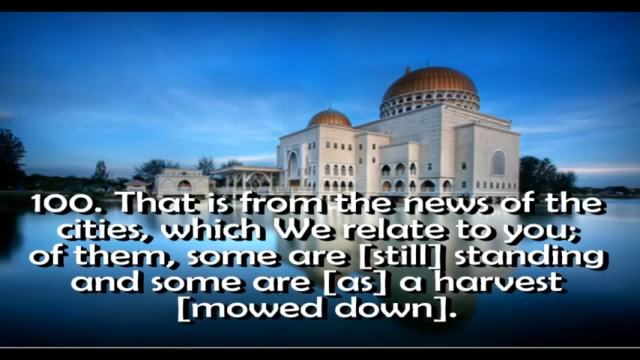 100. That is from the news of the
cities, which We relate to you;
of them, some are [still] standing
and some are [as] a harvest
[mowed down].